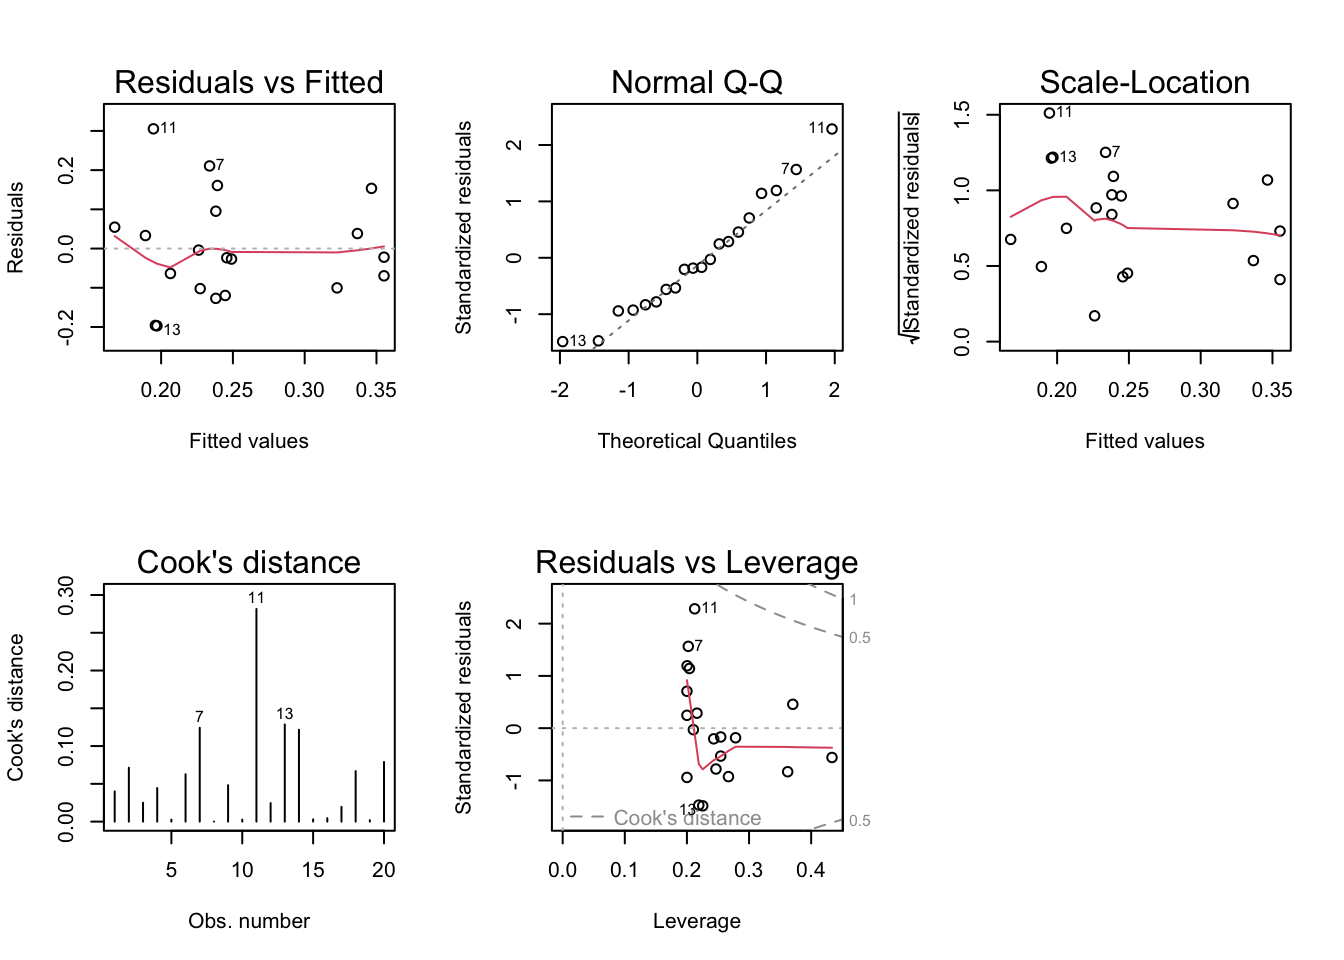 Residuals vs Fitted
Residuals
0.2
0.0
-0.2
11
7
13
0.20 0.25 0.30 0.35
Fitted values
Normal Q-Q
Standardized residuals
2
1
0
-1
11
7
13
-2 -1 0 1 2
Theoretical Quantiles
Scale-Location
√|Standardized residuals|
1.5
1.0
0.5
0.0
11
7
13
0.20 0.25 0.30 0.35
Fitted values
Cook's distance
Cook's distance
0.30
0.20
0.10
0.00
11
7
13
5 10 15 20
Obs. number
Residuals vs Leverage
Standardized residuals
2
1
0
-1
11
7
13
1
0.5
0.5
Cook's distance
0.0 0.1 0.2 0.3 0.4
Leverage